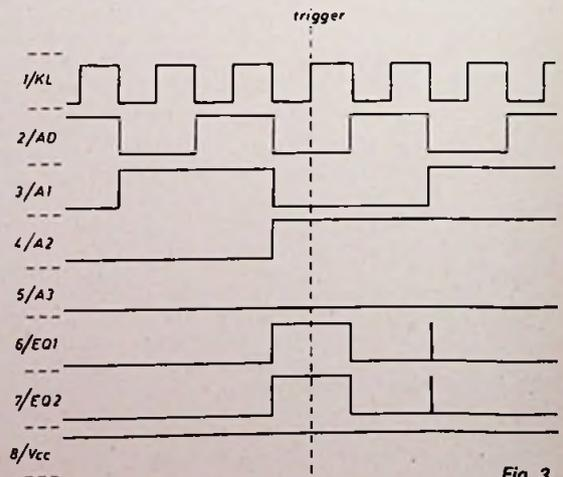 trigger
1/KL
2/A0
3/A1
4/A2
5/A3
6/EQ1
7/EQ2
8/Vcc
Fig. 3